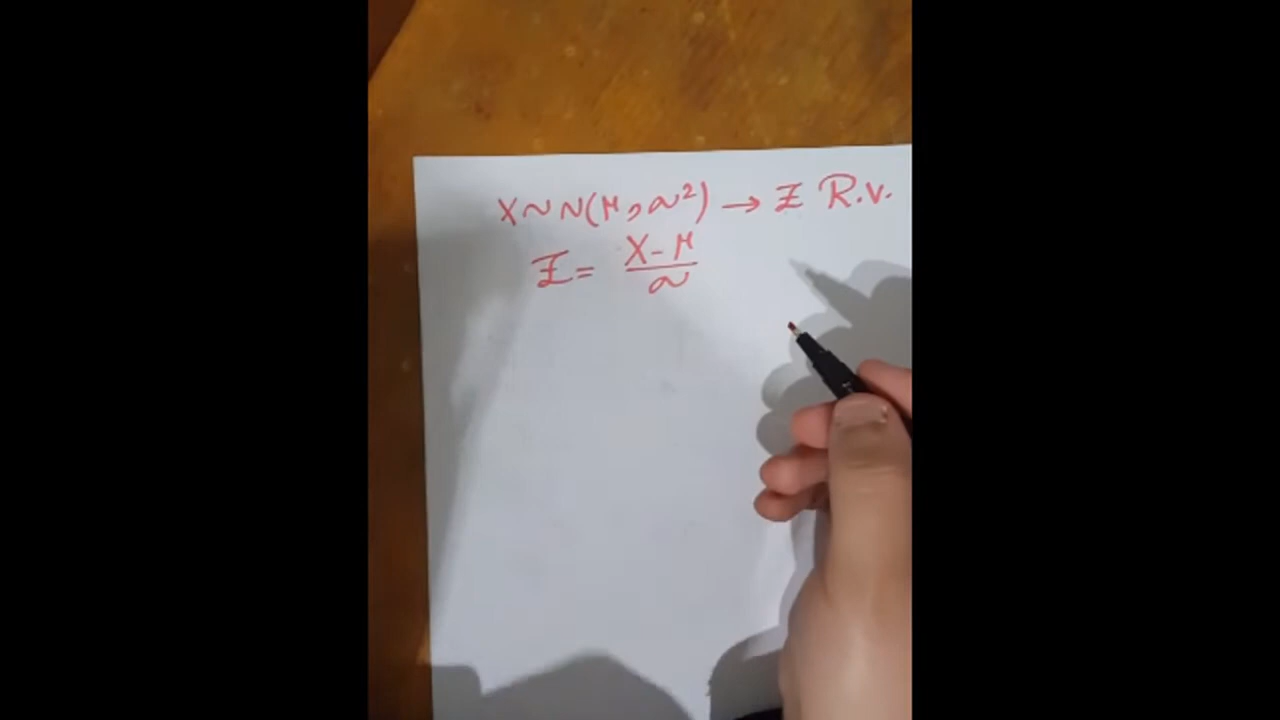 X ~ N(μ, σ²) → Z R.v.
Z = X - μ / σ